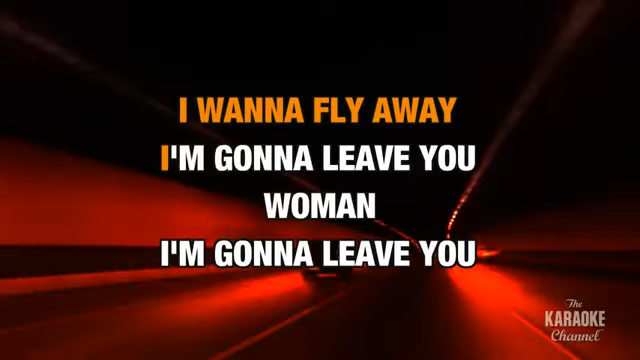 I WANNA FLY AWAY
I'M GONNA LEAVE YOU
WOMAN
I'M GONNA LEAVE YOU
The
KARAOKE
Channel